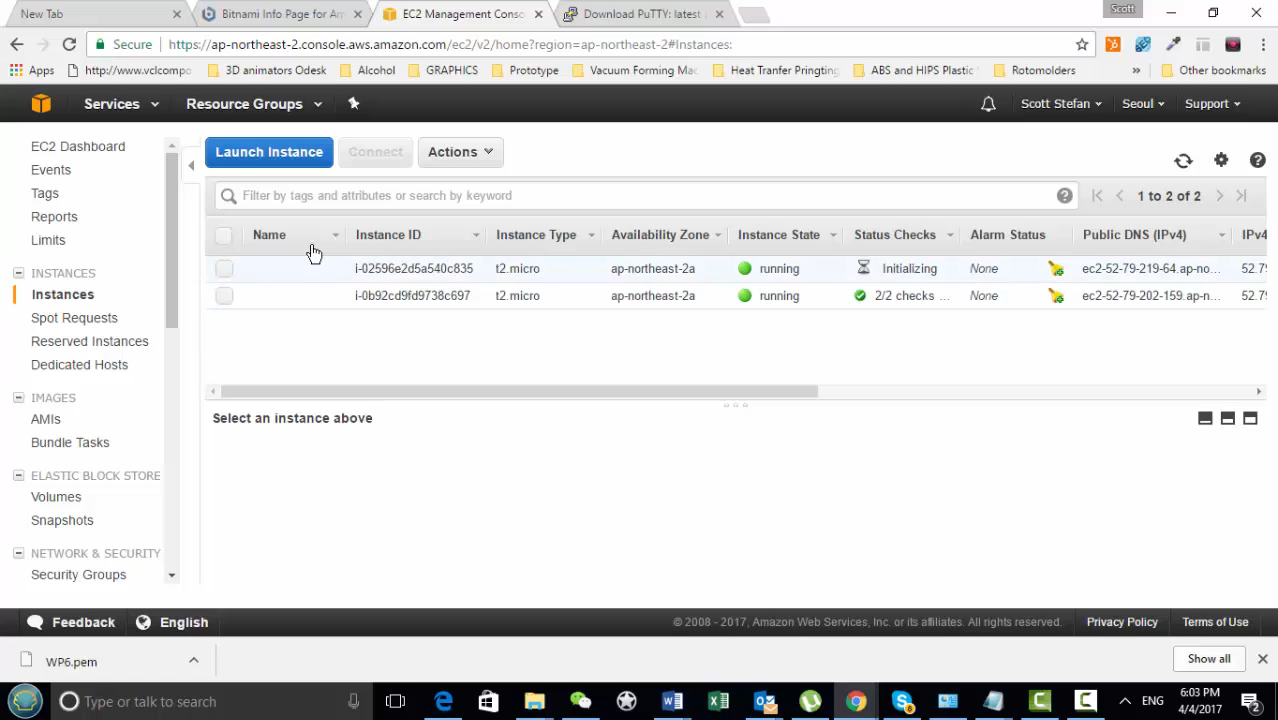 New Tab
Bitnami Info Page for Am
EC2 Management Conso
Download PuTTY: latest
Scott
Secure
https://ap-northeast-2.console.aws.amazon.com/ec2/v2/home?region=ap-northeast-2#Instances:
Apps
http://www.vclcompo
3D animators Odesk
Alcohol
GRAPHICS
Prototype
Vacuum Forming Mac
Heat Tranfer Pringting
ABS and HIPS Plastic
Rotomolders
»
Other bookmarks
Services
Resource Groups
Scott Stefan
Seoul
Support
EC2 Dashboard
Events
Tags
Reports
Limits
INSTANCES
Instances
Spot Requests
Reserved Instances
Dedicated Hosts
IMAGES
AMIs
Bundle Tasks
ELASTIC BLOCK STORE
Volumes
Snapshots
NETWORK & SECURITY
Security Groups
Launch Instance
Connect
Actions
Filter by tags and attributes or search by keyword
1 to 2 of 2
Name Instance ID Instance Type Availability Zone Instance State Status Checks Alarm Status Public DNS (IPv4) IPv4
i-02596e2d5a540c835 t2.micro ap-northeast-2a running Initializing None ec2-52-79-219-64.ap-no... 52.79
i-0b92cd9fd9738c697 t2.micro ap-northeast-2a running 2/2 checks ... None ec2-52-79-202-159.ap-n... 52.79
Select an instance above
Feedback
English
© 2008 - 2017, Amazon Web Services, Inc. or its affiliates. All rights reserved.
Privacy Policy
Terms of Use
WP6.pem
Show all
Type or talk to search
ENG
6:03 PM
4/4/2017
2